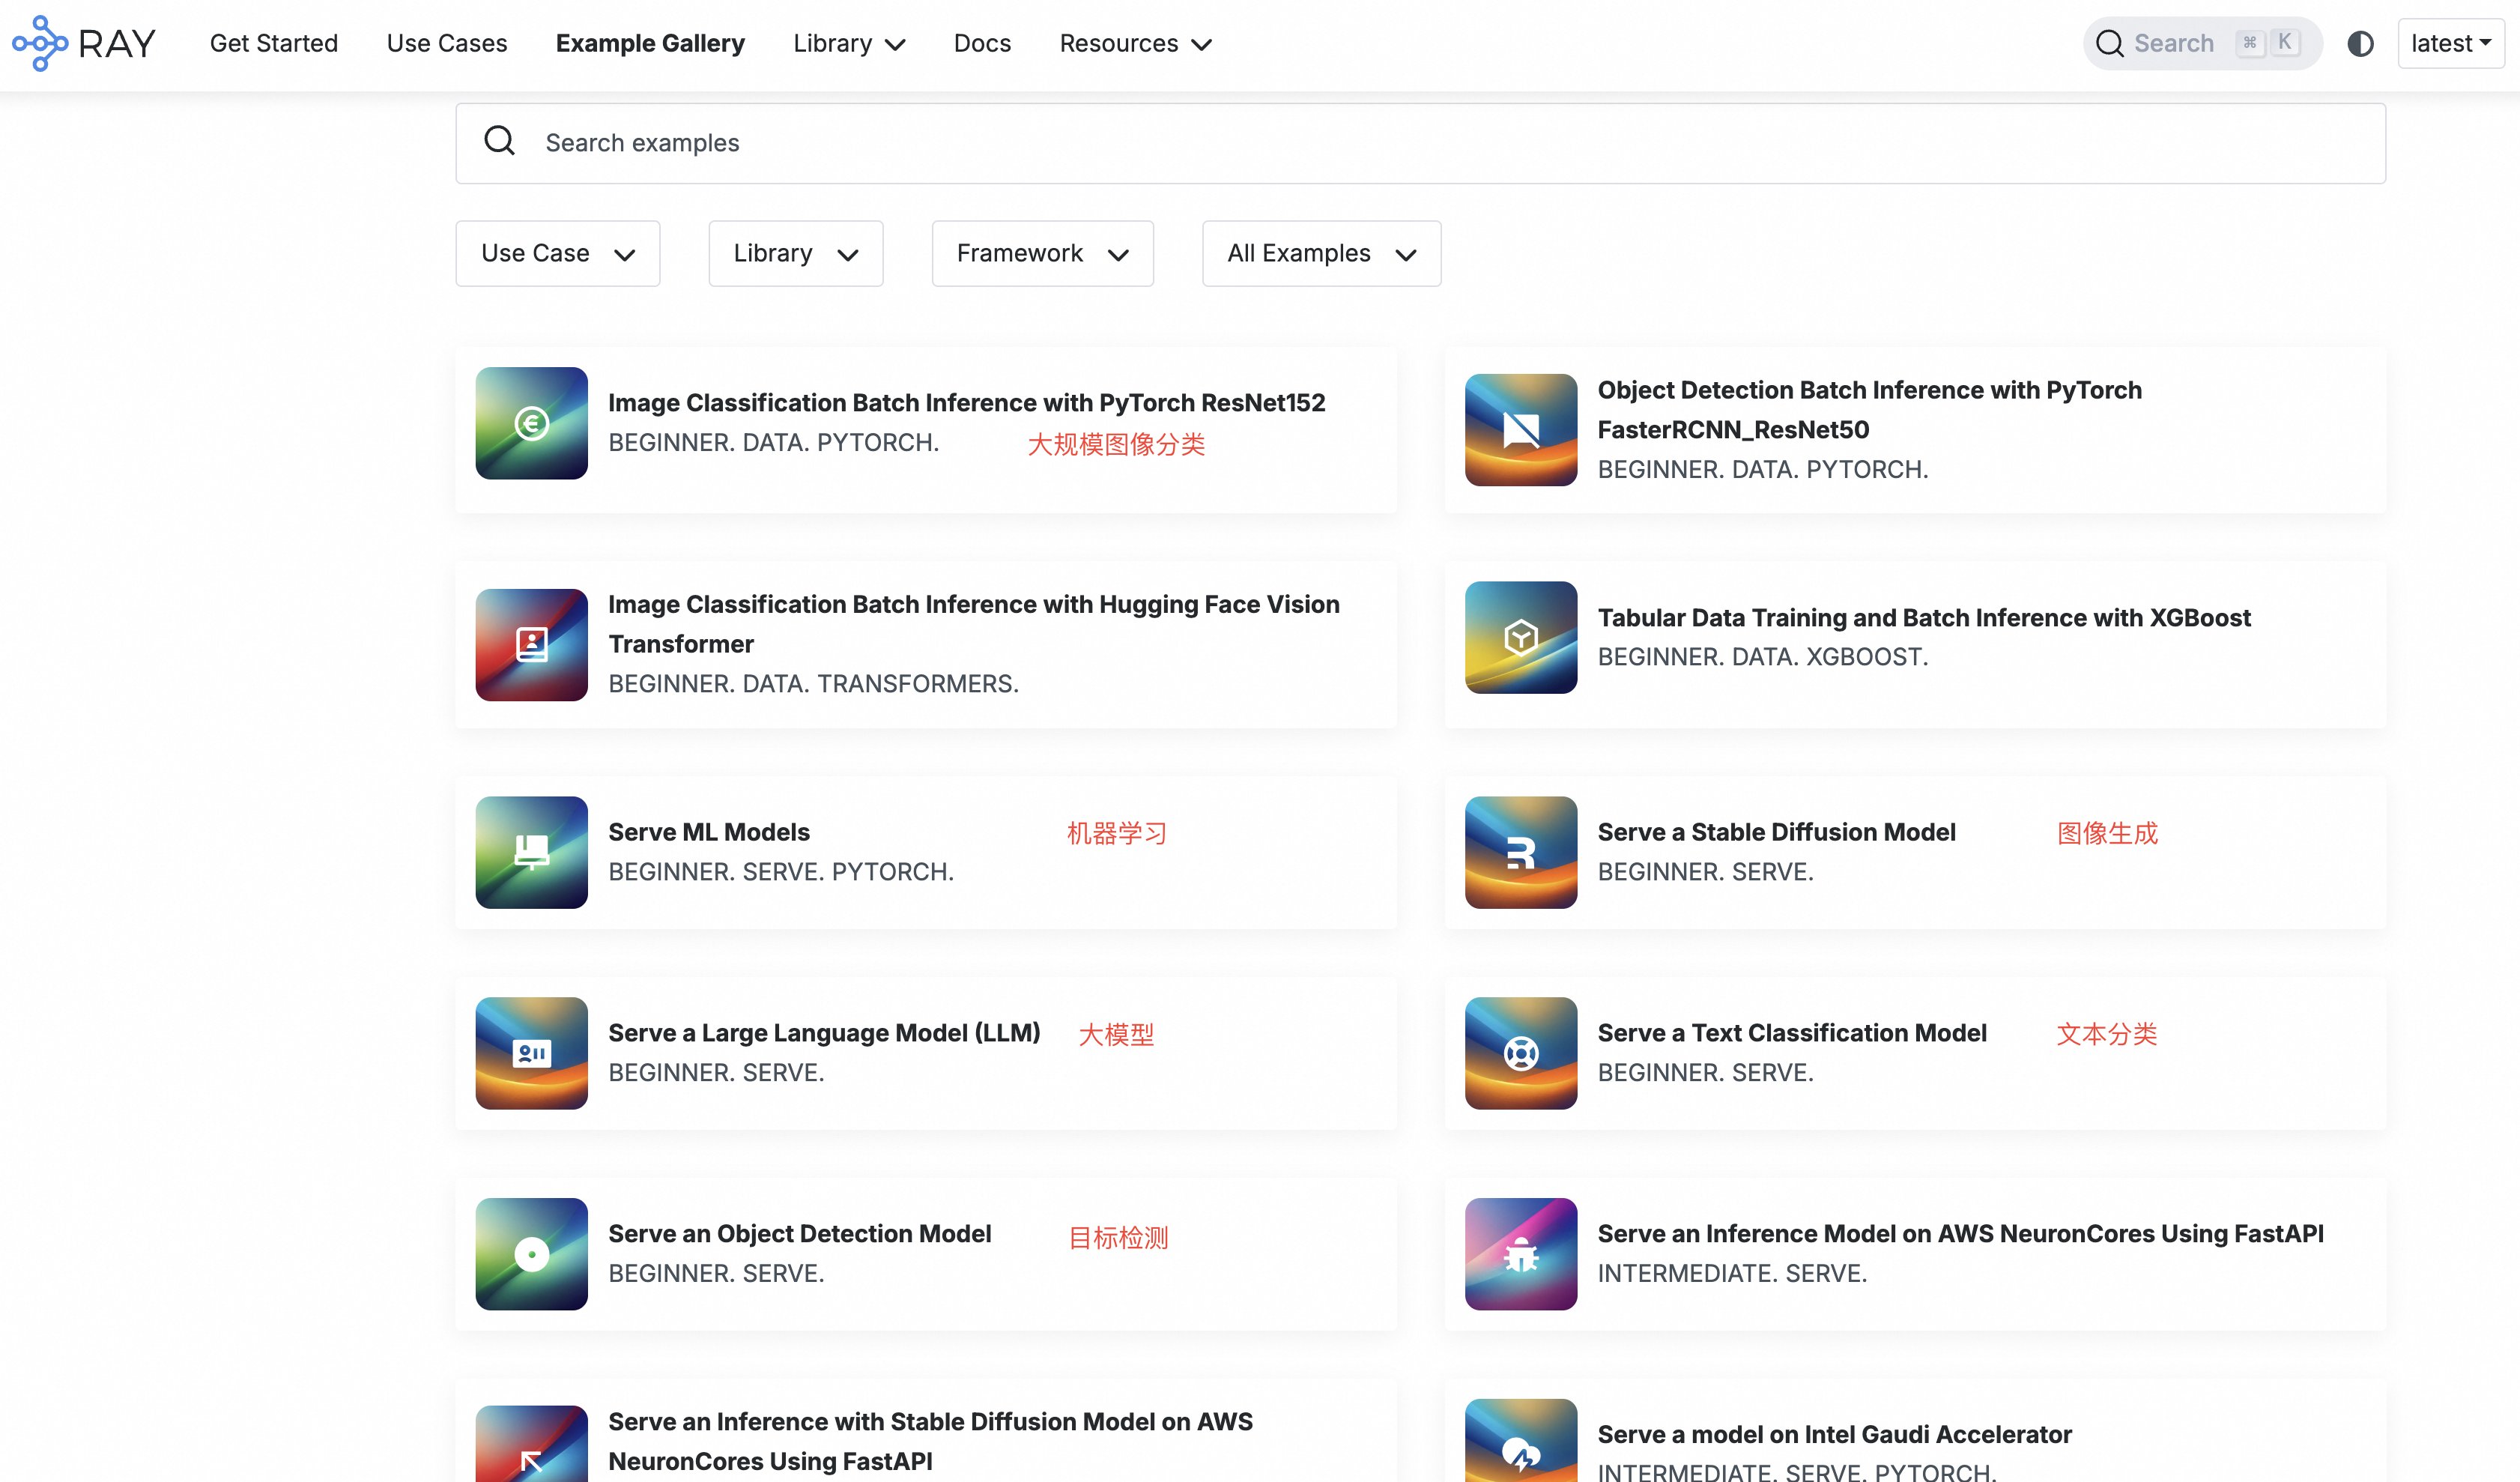 RAY
Get Started
Use Cases
Example Gallery
Library
Docs
Resources
Search ⌘ K
latest
Search examples
Use Case
Library
Framework
All Examples
Image Classification Batch Inference with PyTorch ResNet152
BEGINNER. DATA. PYTORCH.
大规模图像分类
Object Detection Batch Inference with PyTorch
FasterRCNN_ResNet50
BEGINNER. DATA. PYTORCH.
Image Classification Batch Inference with Hugging Face Vision
Transformer
BEGINNER. DATA. TRANSFORMERS.
Tabular Data Training and Batch Inference with XGBoost
BEGINNER. DATA. XGBOOST.
Serve ML Models
机器学习
BEGINNER. SERVE. PYTORCH.
Serve a Stable Diffusion Model
图像生成
BEGINNER. SERVE.
Serve a Large Language Model (LLM)
大模型
BEGINNER. SERVE.
Serve a Text Classification Model
文本分类
BEGINNER. SERVE.
Serve an Object Detection Model
目标检测
BEGINNER. SERVE.
Serve an Inference Model on AWS NeuronCores Using FastAPI
INTERMEDIATE. SERVE.
Serve an Inference with Stable Diffusion Model on AWS
NeuronCores Using FastAPI
Serve a model on Intel Gaudi Accelerator
INTERMEDIATE. SERVE. PYTORCH.